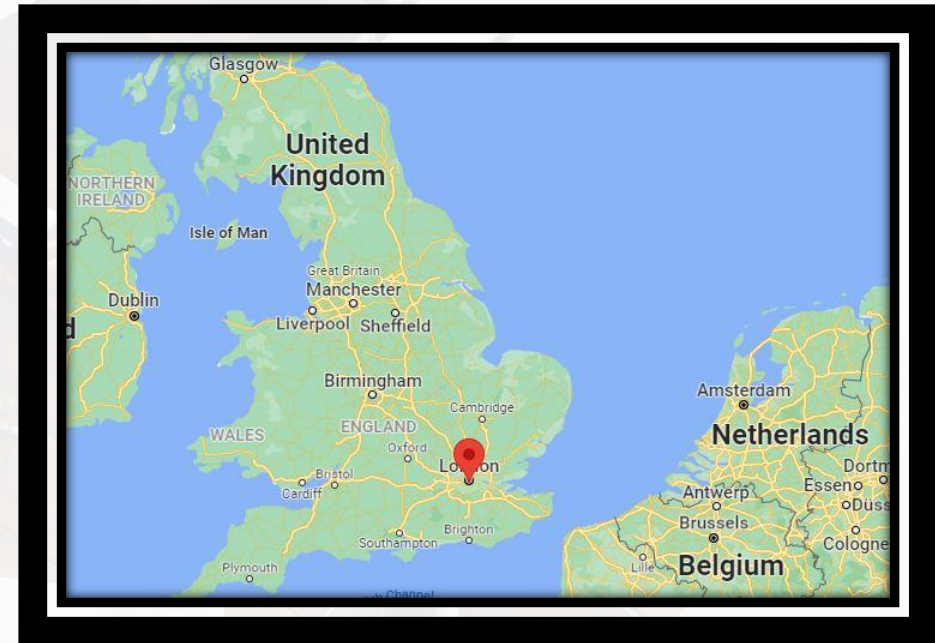 Glasgow
United
Kingdom
NORTHERN
IRELAND
Isle of Man
Great Britain
Manchester
Dublin
d
Liverpool
Sheffield
Birmingham
Cambridge
Amsterdam
WALES
ENGLAND
Netherlands
Oxford
London
Dortm
Bristol
Essen
Cardiff
Antwerp
Düss
Brussels
Brighton
Southampton
Cologne
Lille
Belgium
Plymouth
Channel